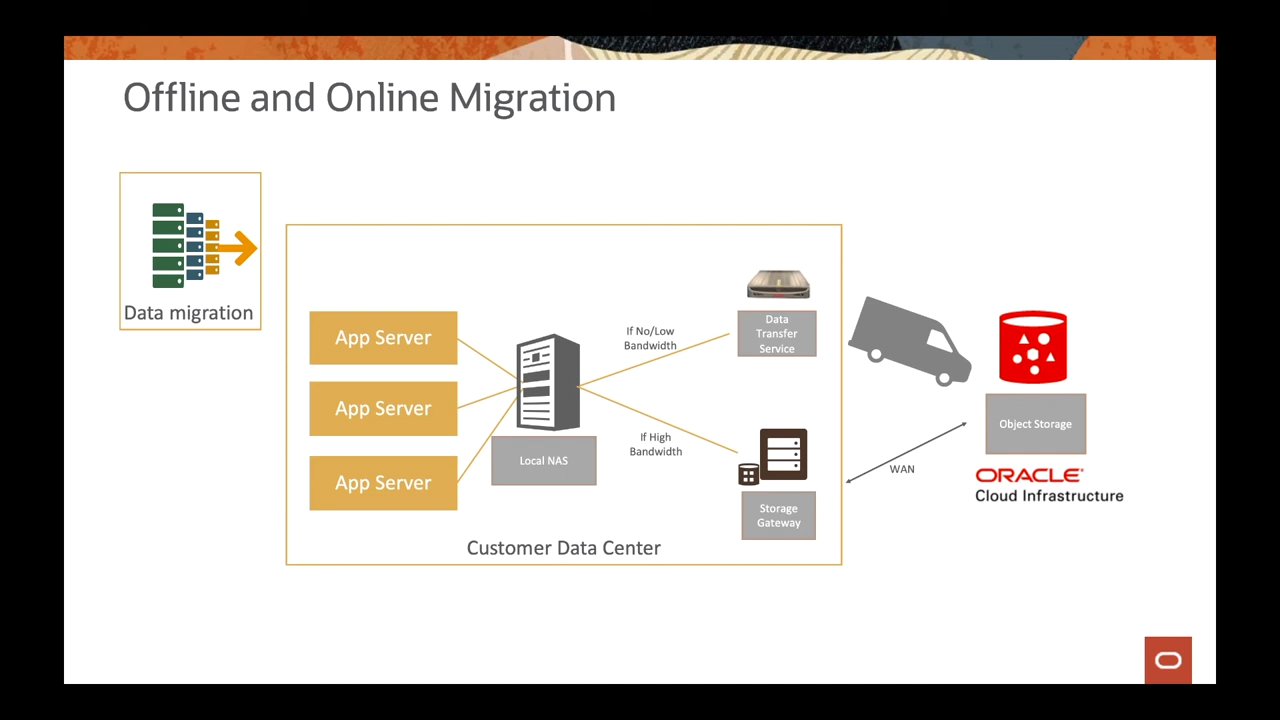 Offline and Online Migration
Data migration
App Server
App Server
App Server
Local NAS
If No/Low
Bandwidth
If High
Bandwidth
Data
Transfer
Service
Storage
Gateway
Customer Data Center
WAN
Object Storage
ORACLE®
Cloud Infrastructure